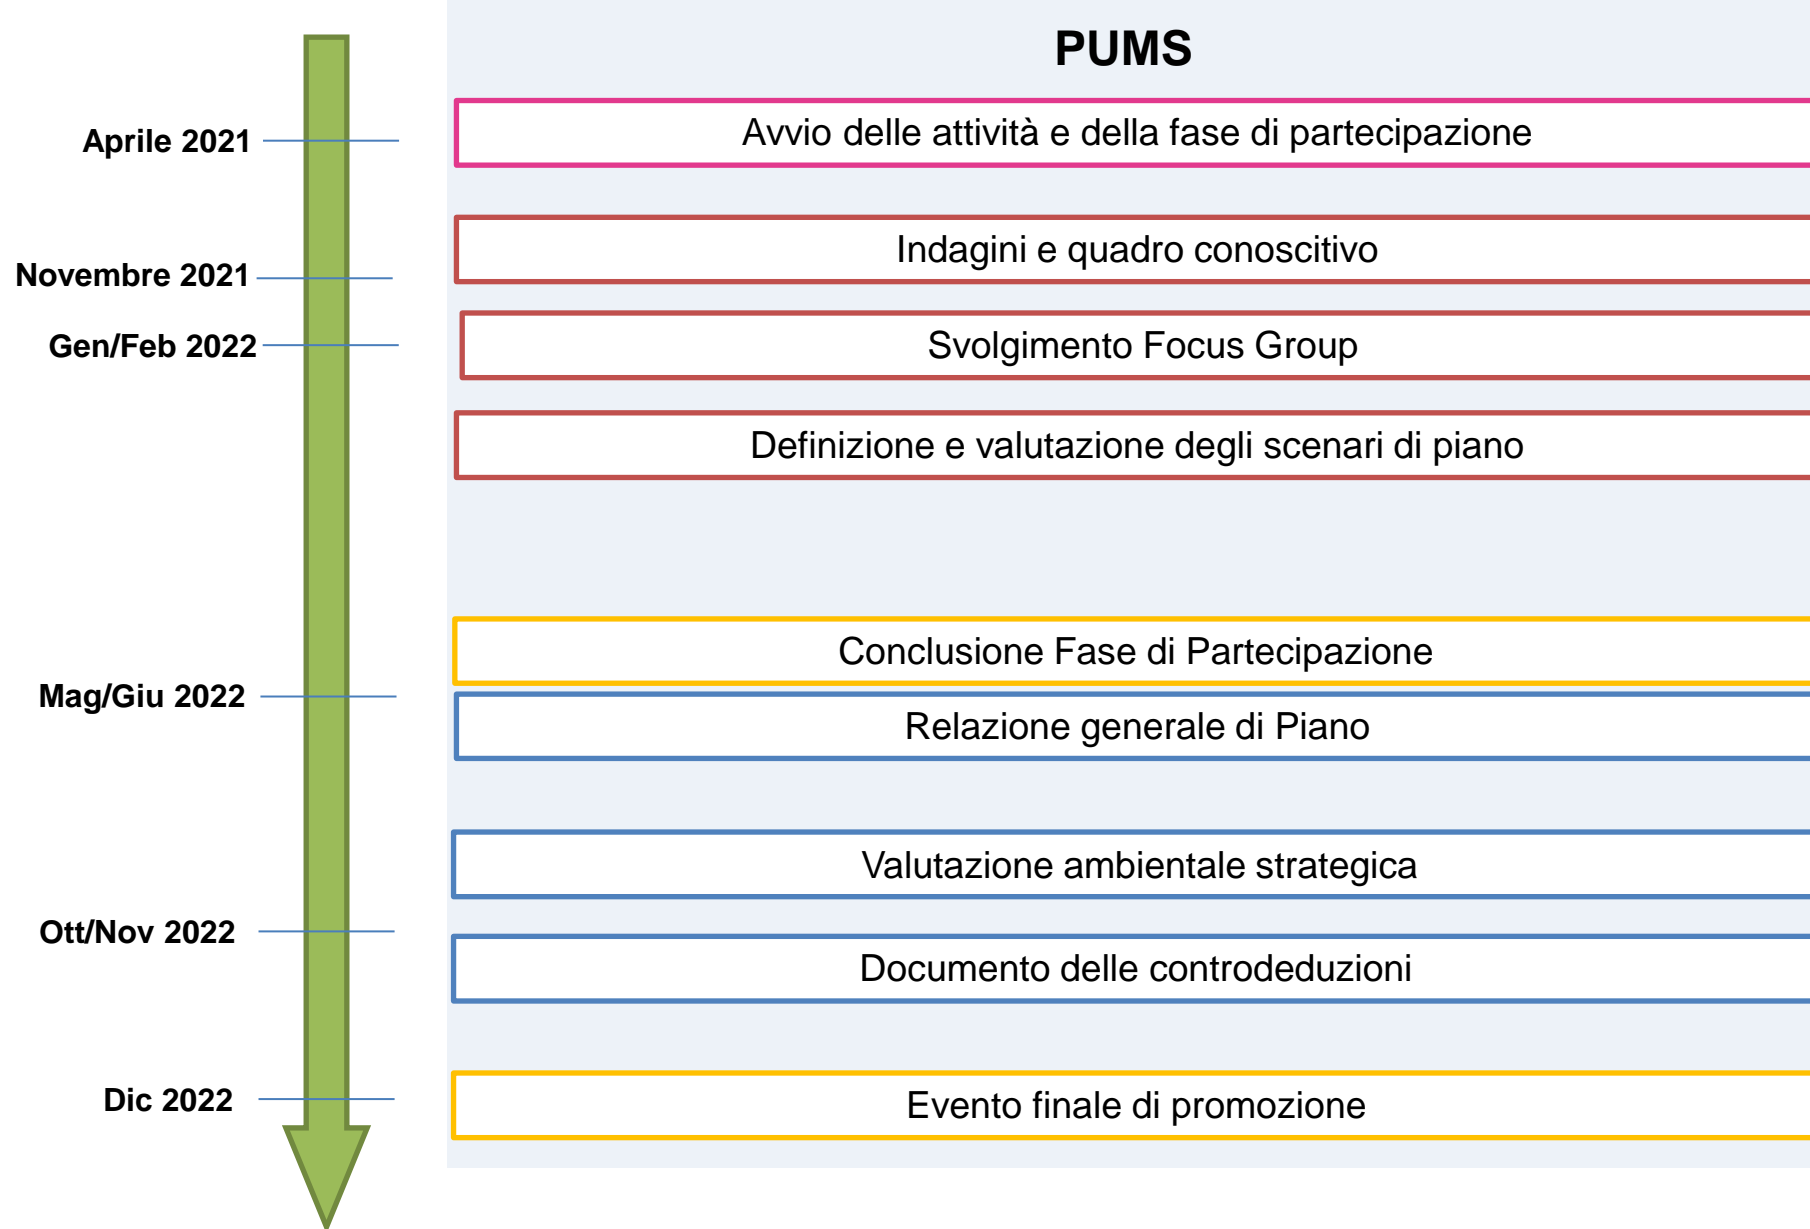 PUMS
Aprile 2021
Avvio delle attività e della fase di partecipazione
Novembre 2021
Indagini e quadro conoscitivo
Gen/Feb 2022
Svolgimento Focus Group
Definizione e valutazione degli scenari di piano
Conclusione Fase di Partecipazione
Mag/Giu 2022
Relazione generale di Piano
Valutazione ambientale strategica
Ott/Nov 2022
Documento delle controdeduzioni
Dic 2022
Evento finale di promozione